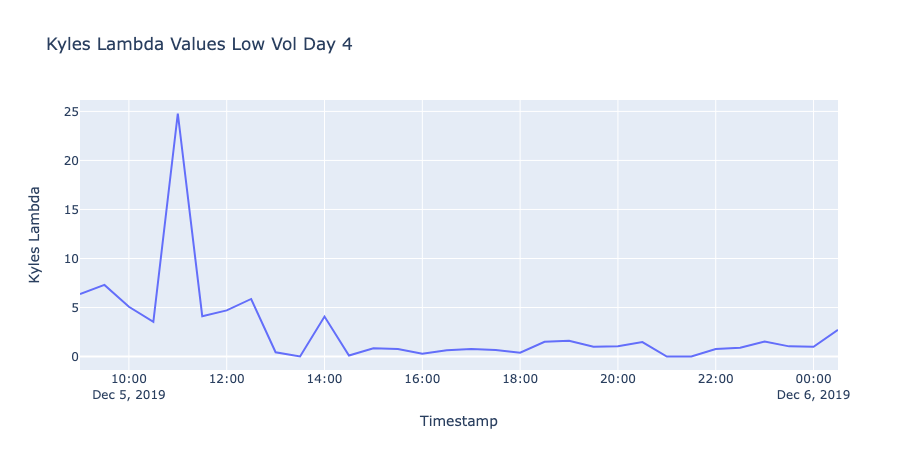 Kyles Lambda Values Low Vol Day 4
Kyles Lambda
25
20
15
10
5
0
10:00 12:00 14:00 16:00 18:00 20:00 22:00 00:00
Dec 5, 2019 Dec 6, 2019
Timestamp